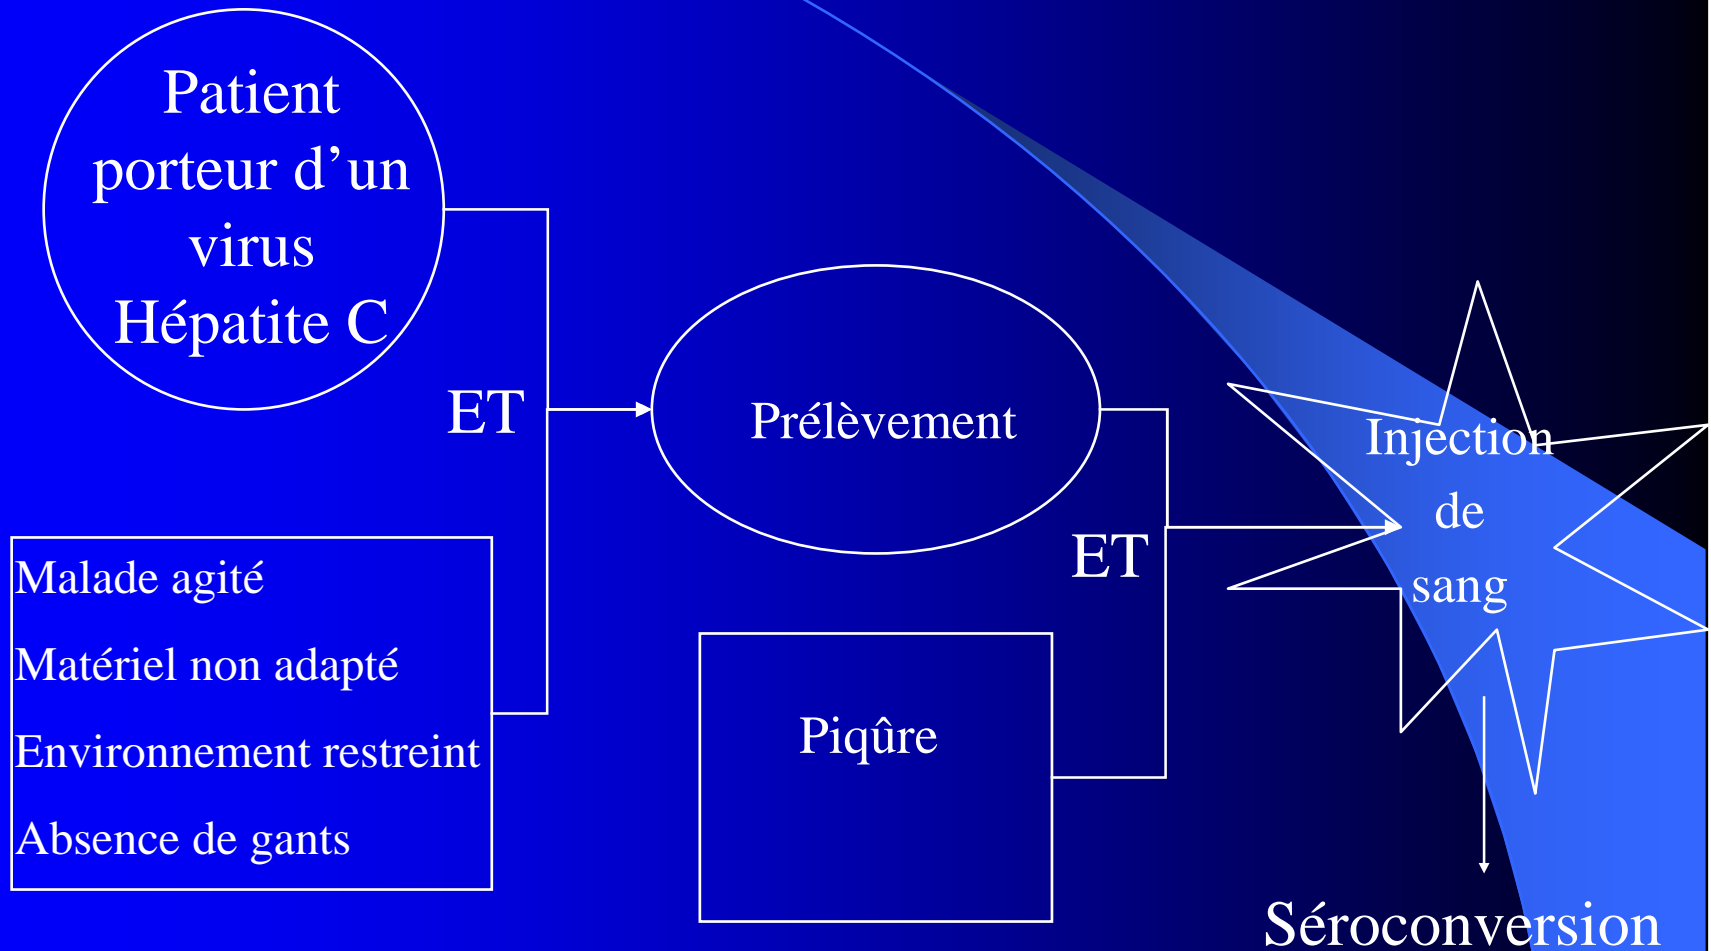 Patient
porteur d’un
virus
Hépatite C
ET
Malade agité
Matériel non adapté
Environnement restreint
Absence de gants
Prélèvement
ET
Piqûre
Injection
de
sang
Séroconversion